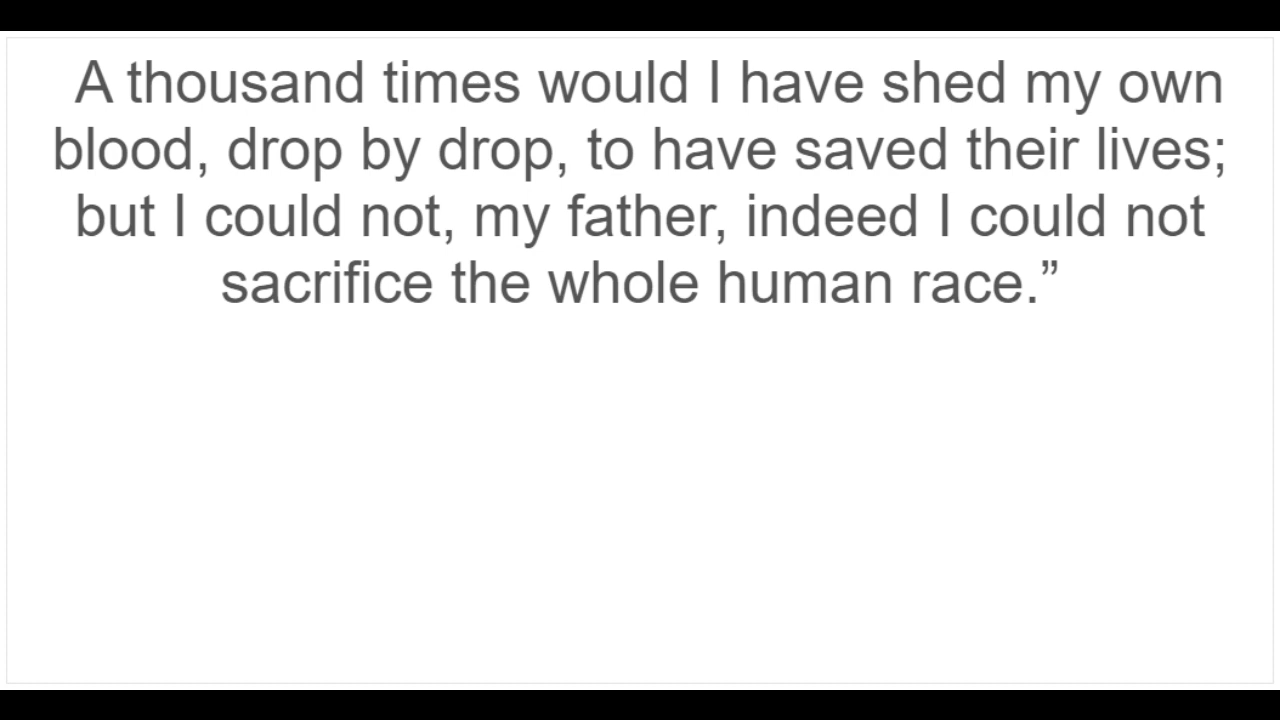 A thousand times would I have shed my own
blood, drop by drop, to have saved their lives;
but I could not, my father, indeed I could not
sacrifice the whole human race.”